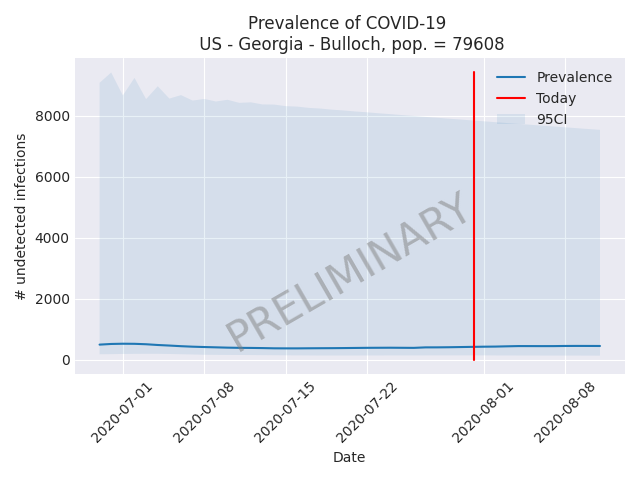 Prevalence of COVID-19
US - Georgia - Bulloch, pop. = 79608
Prevalence
Today
95CI
8000
6000
4000
2000
0
# undetected infections
PRELIMINARY
2020-07-01
2020-07-08
2020-07-15
2020-07-22
2020-08-01
2020-08-08
Date